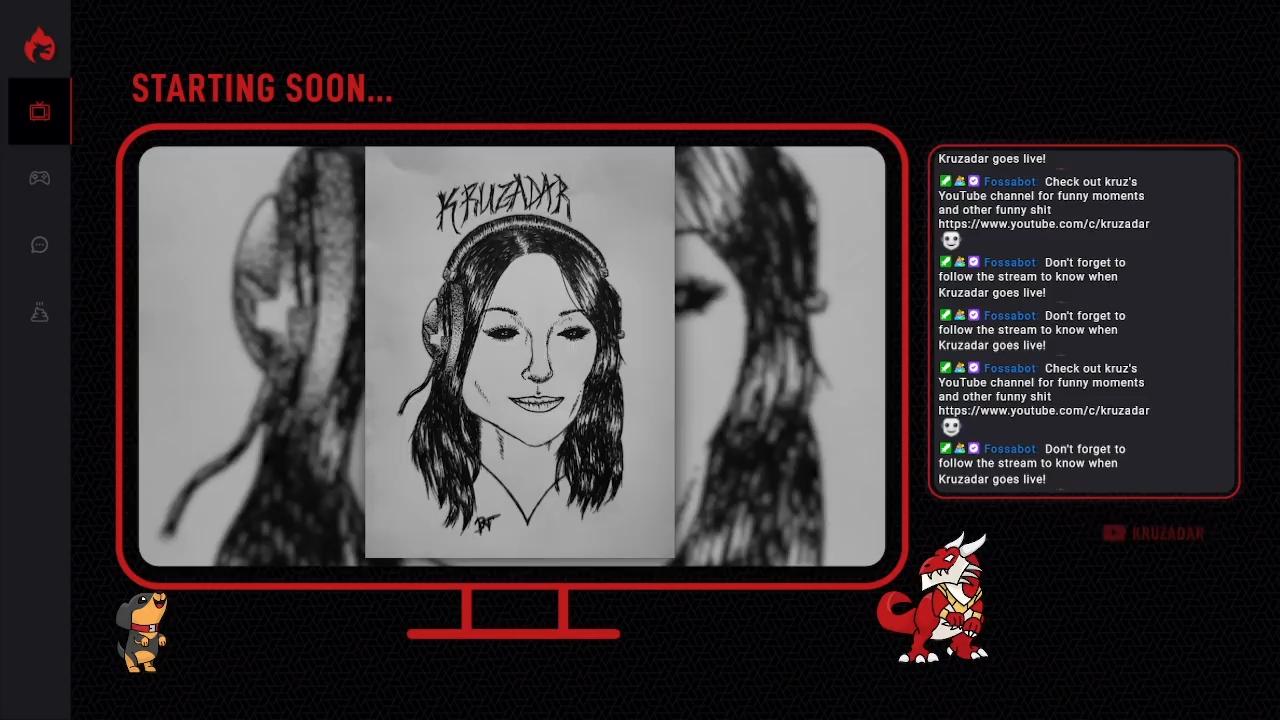 STARTING SOON...
KRUZADAR
BT
Kruzadar goes live!
Fossabot: Check out kruz's
YouTube channel for funny moments
and other funny shit
https://www.youtube.com/c/kruzadar
Fossabot: Don't forget to
follow the stream to know when
Kruzadar goes live!
Fossabot: Don't forget to
follow the stream to know when
Kruzadar goes live!
Fossabot: Check out kruz's
YouTube channel for funny moments
and other funny shit
https://www.youtube.com/c/kruzadar
Fossabot: Don't forget to
follow the stream to know when
Kruzadar goes live!
KRUZADAR